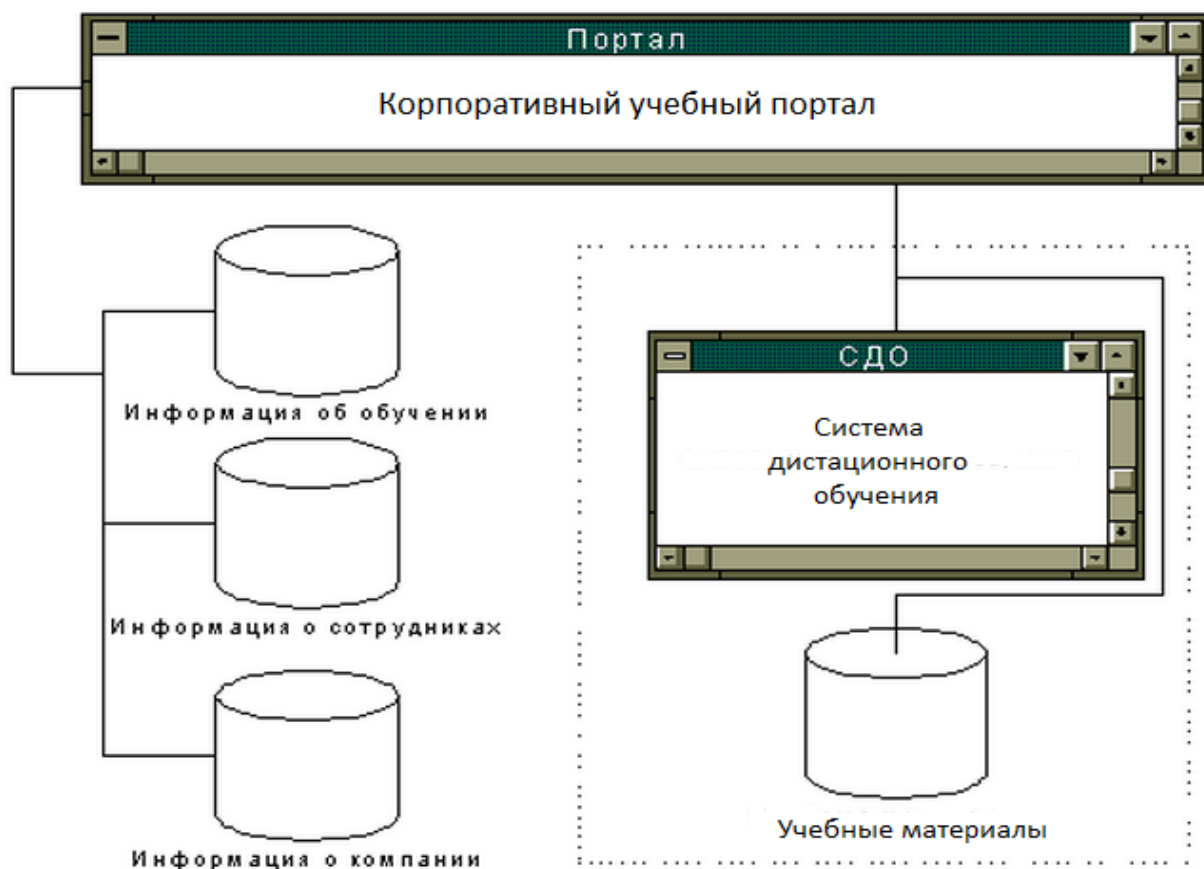 Портал
Корпоративный учебный портал
Информация об обучении
Информация о сотрудниках
Информация о компании
СДО
Система
дистационного
обучения
Учебные материалы